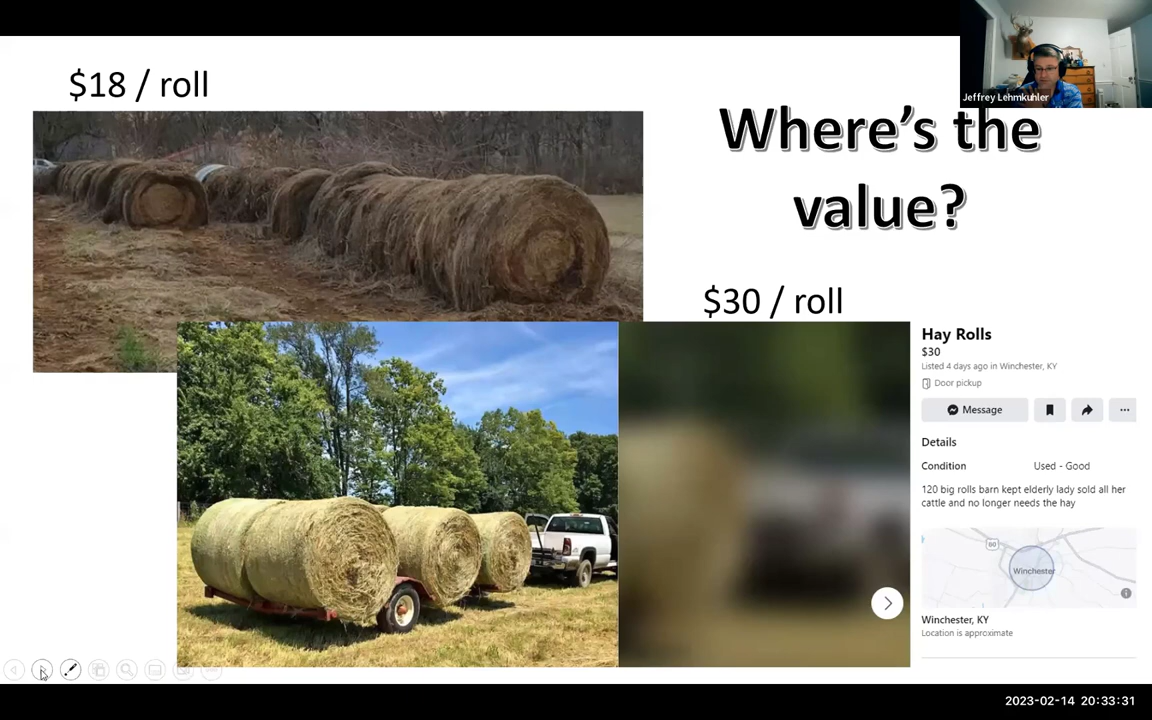 $18 / roll
Jeffrey Lehmkuhler
Where's the
value?
$30 / roll
Hay Rolls
$30
Listed 4 days ago in Winchester, KY
Door pickup
Message
Details
Condition Used - Good
120 big rolls barn kept elderly lady sold all her
cattle and no longer needs the hay
60
Winchester
Winchester, KY
Location is approximate
2023-02-14 20:33:31